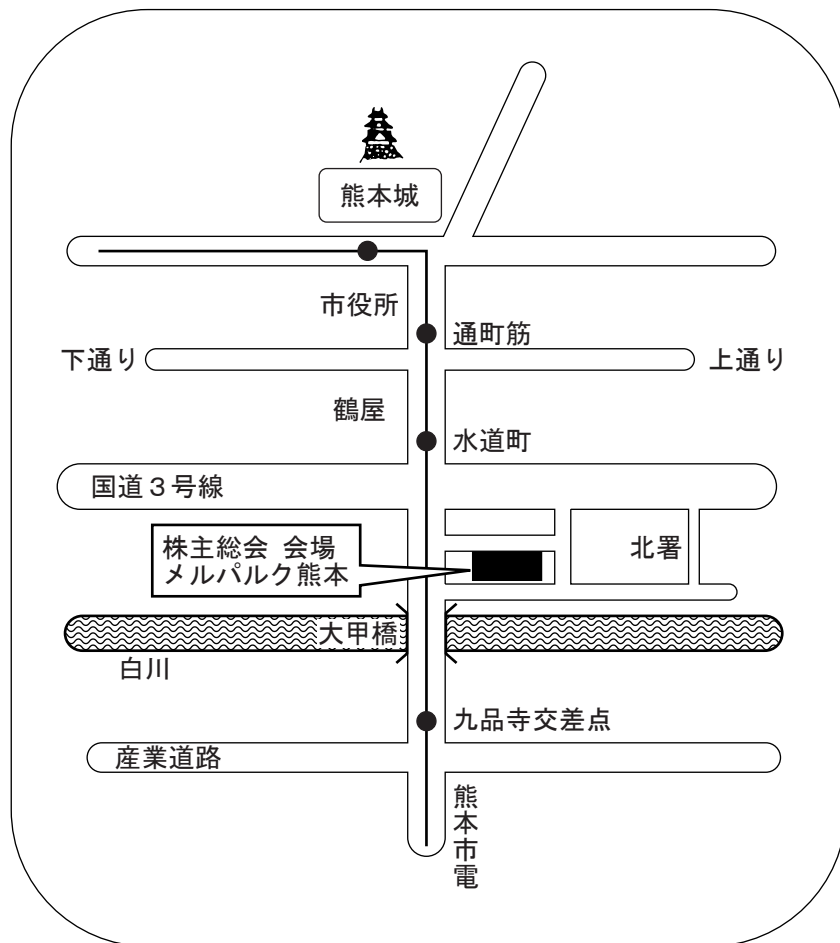 熊本城
市役所
通町筋
下通り
上通り
鶴屋
水道町
国道３号線
株主総会 会場
メルパルク熊本
北署
大甲橋
白川
九品寺交差点
産業道路
熊本市電